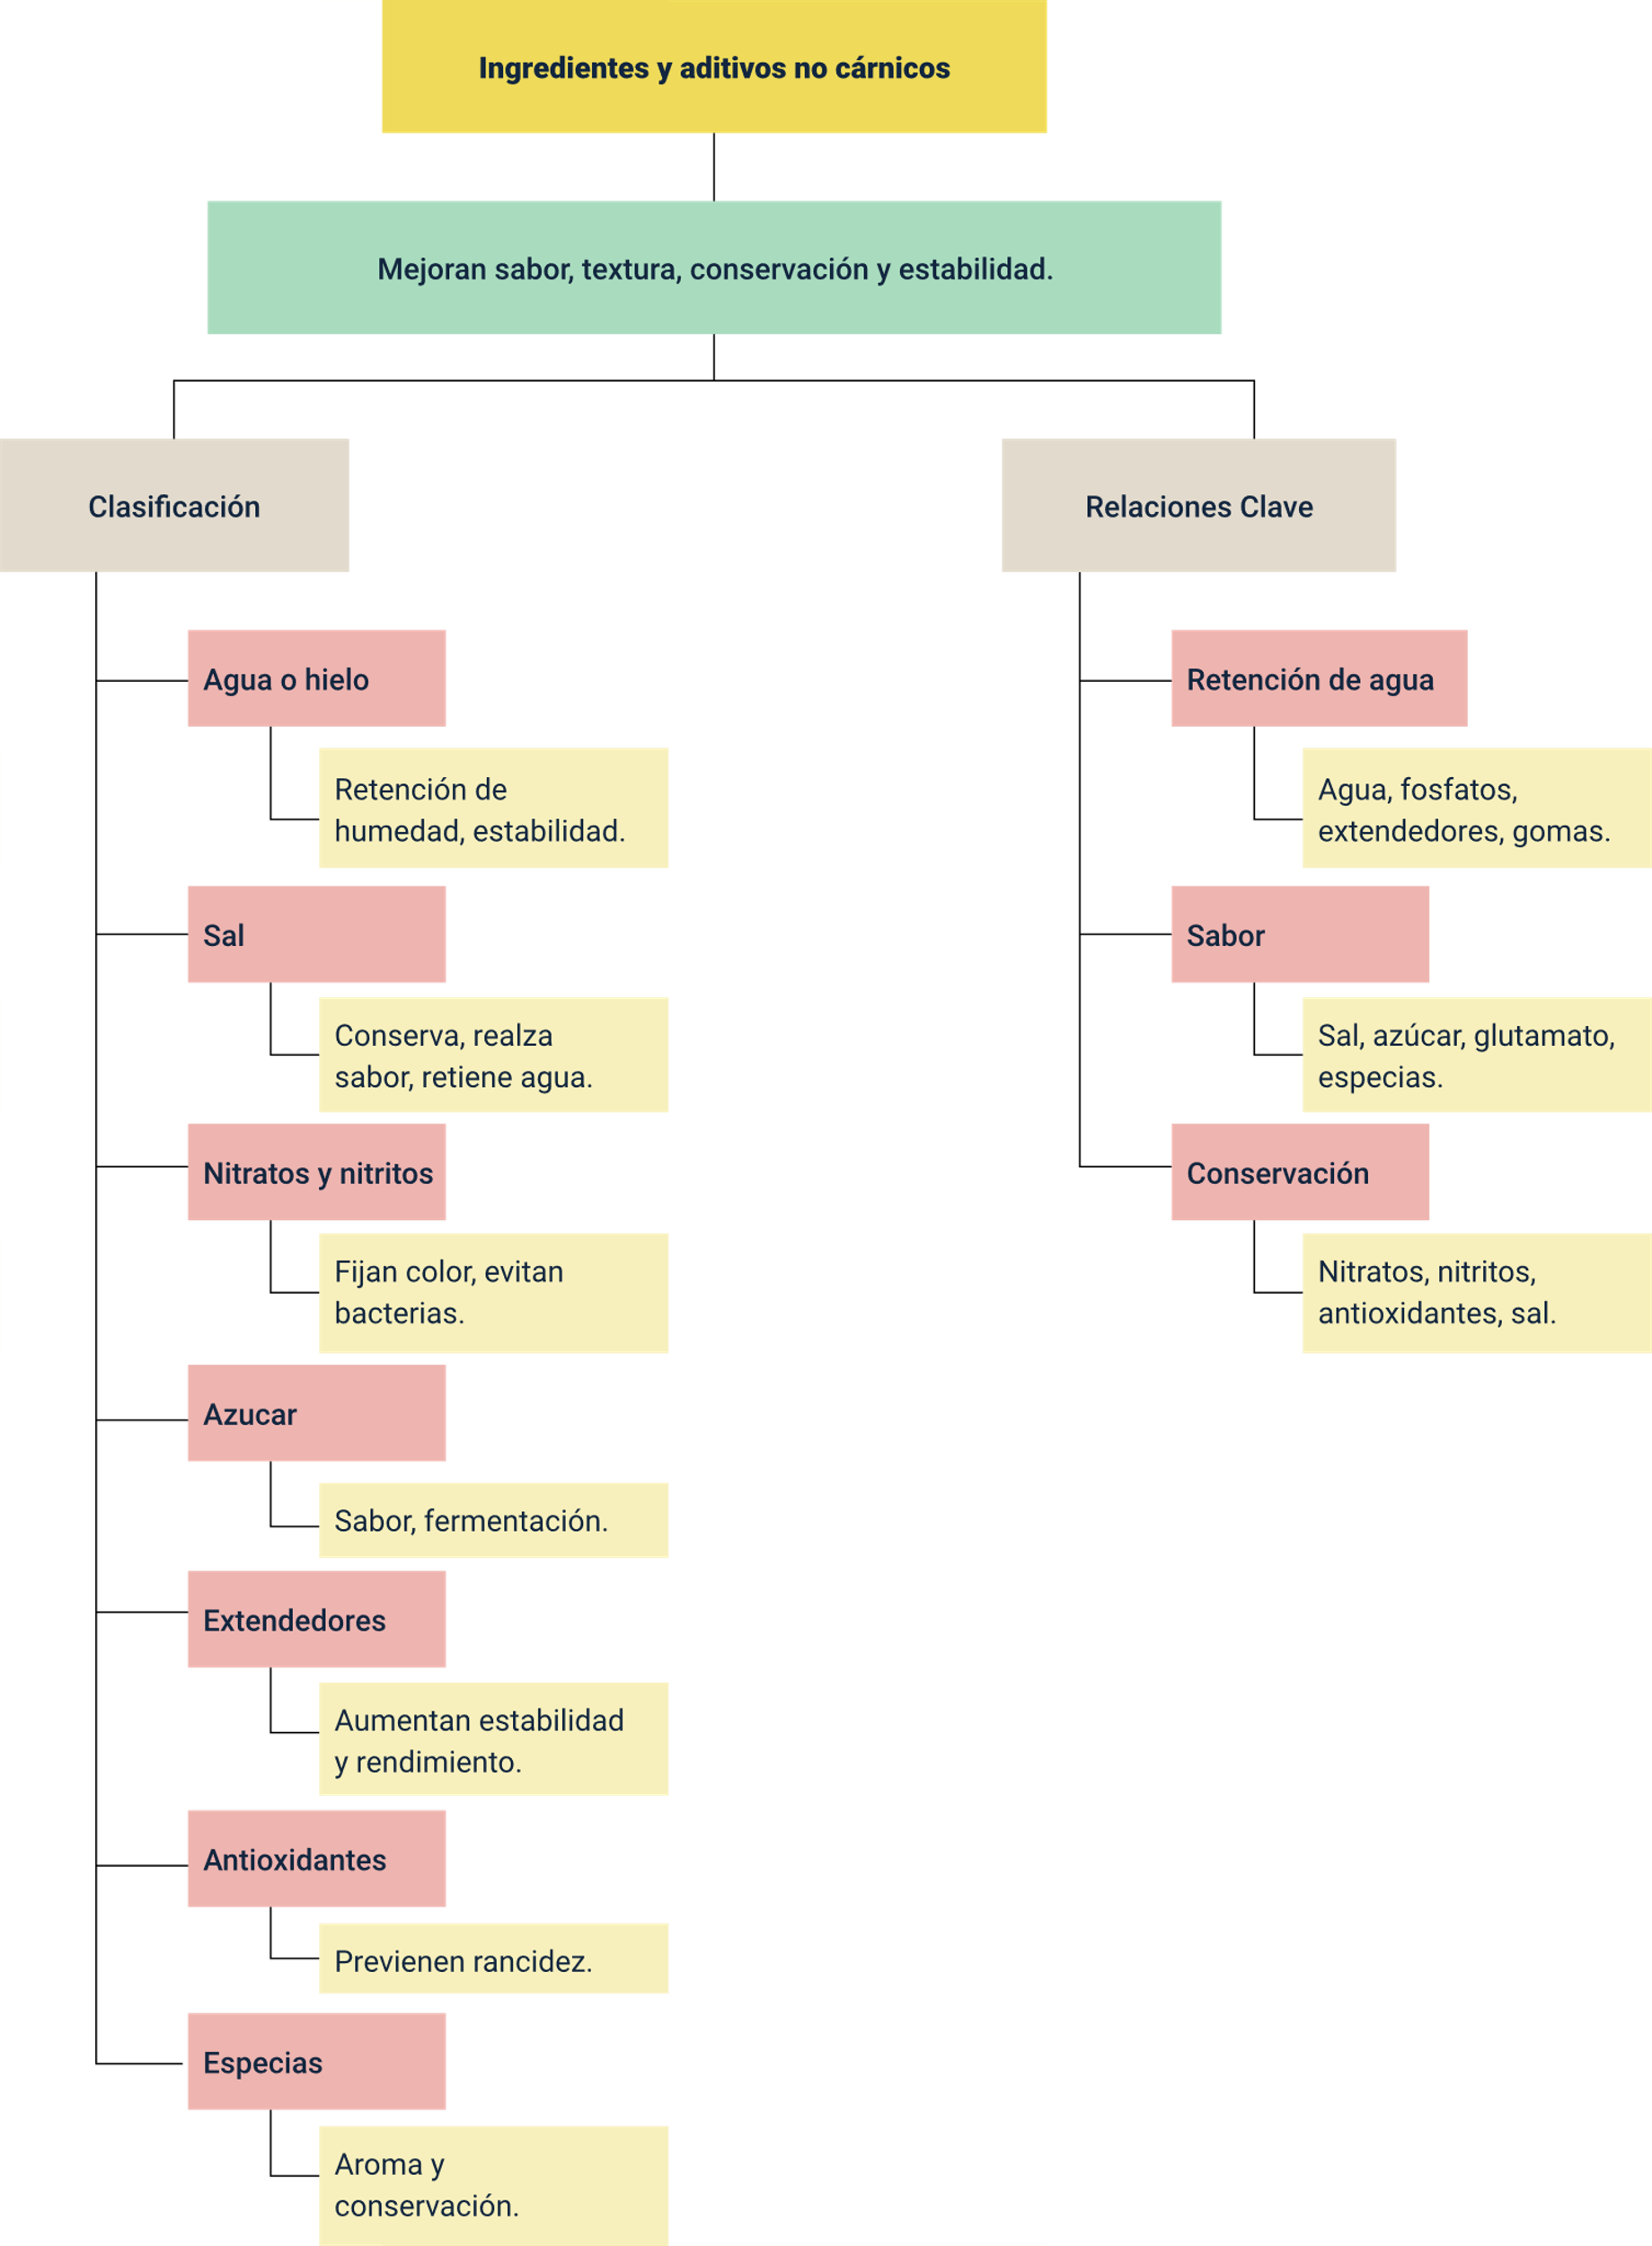 Ingredientes y aditivos no cárnicos
Mejoran sabor, textura, conservación y estabilidad.
Clasificación
Agua o hielo
Retención de
humedad, estabilidad.
Sal
Conserva, realza
sabor, retiene agua.
Nitratos y nitritos
Fijan color, evitan
bacterias.
Azucar
Sabor, fermentación.
Extendedores
Aumentan estabilidad
y rendimiento.
Antioxidantes
Previenen rancidez.
Especias
Aroma y
conservación.
Relaciones Clave
Retención de agua
Agua, fosfatos,
extendedores, gomas.
Sabor
Sal, azúcar, glutamato,
especias.
Conservación
Nitratos, nitritos,
antioxidantes, sal.